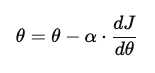 θ = θ − α · dJ/dθ